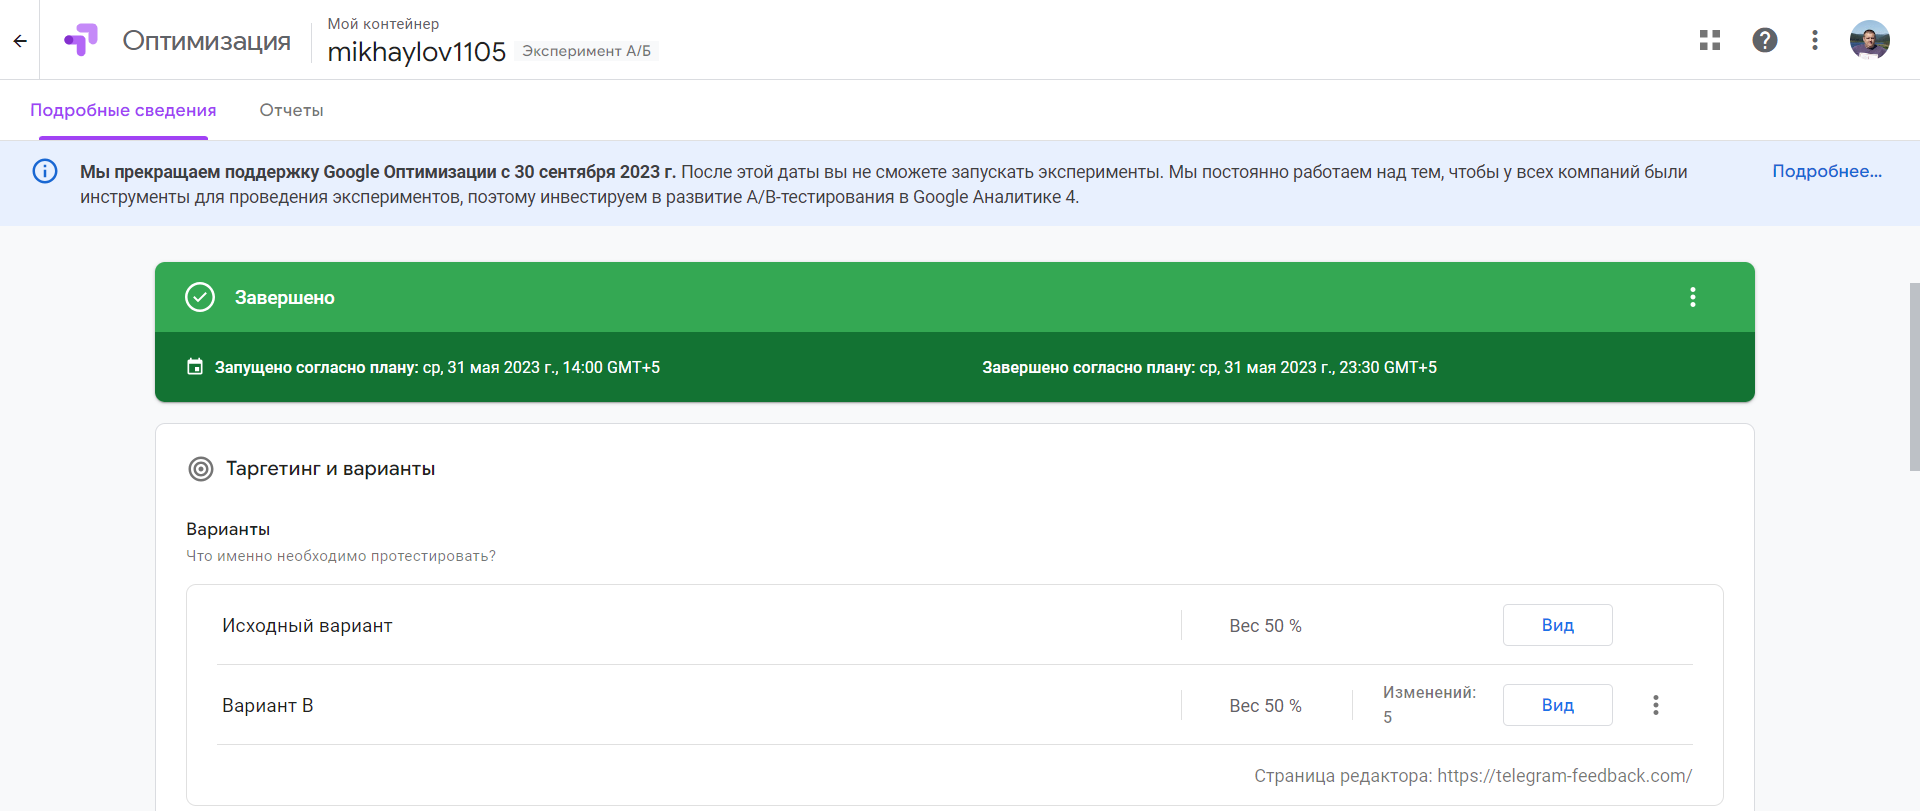 Мой контейнер
Оптимизация
mikhaylov1105 Эксперимент А/Б
Подробные сведения Отчеты
Мы прекращаем поддержку Google Оптимизации с 30 сентября 2023 г. После этой даты вы не сможете запускать эксперименты. Мы постоянно работаем над тем, чтобы у всех компаний были
инструменты для проведения экспериментов, поэтому инвестируем в развитие A/B-тестирования в Google Аналитике 4.
Подробнее...
Завершено
Запущено согласно плану: ср, 31 мая 2023 г., 14:00 GMT+5
Завершено согласно плану: ср, 31 мая 2023 г., 23:30 GMT+5
Таргетинг и варианты
Варианты
Что именно необходимо протестировать?
Исходный вариант Вес 50 % Вид
Вариант B Вес 50 % Изменений: 5 Вид
Страница редактора: https://telegram-feedback.com/